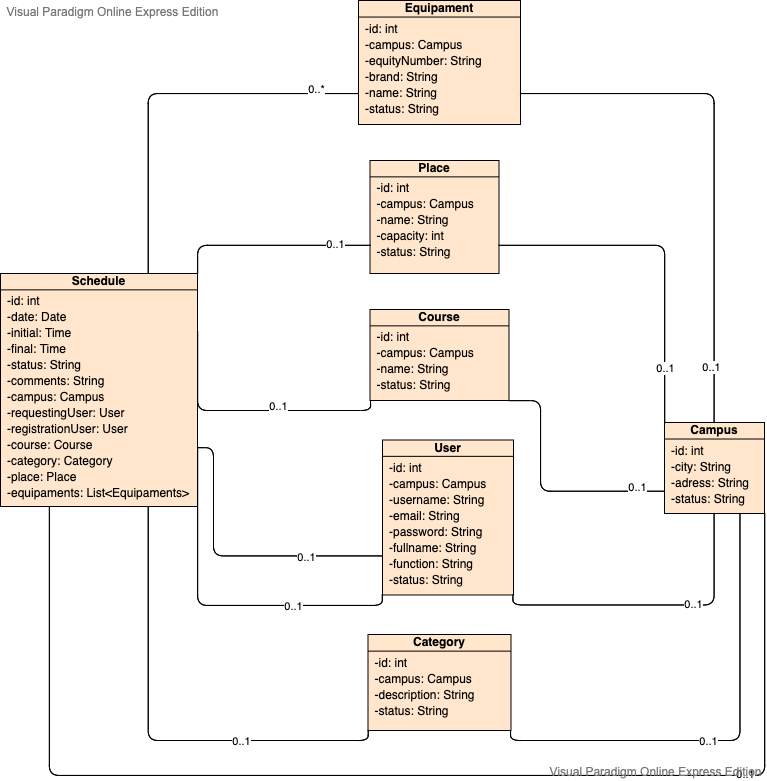 Visual Paradigm Online Express Edition
Equipament
-id: int
-campus: Campus
-equityNumber: String
-brand: String
-name: String
-status: String
0..*
Place
-id: int
-campus: Campus
-name: String
-capacity: int
-status: String
0..1
Schedule
-id: int
-date: Date
-initial: Time
-final: Time
-status: String
-comments: String
-campus: Campus
-requestingUser: User
-registrationUser: User
-course: Course
-category: Category
-place: Place
-equipaments: List<Equipaments>
Course
-id: int
-campus: Campus
-name: String
-status: String
0..1
0..1
0..1
Campus
-id: int
-city: String
-adress: String
-status: String
0..1
User
-id: int
-campus: Campus
-username: String
-email: String
-password: String
-fullname: String
-function: String
-status: String
0..1
0..1
0..1
Category
-id: int
-campus: Campus
-description: String
-status: String
0..1
0..1
Visual Paradigm Online Express Edition
0..1